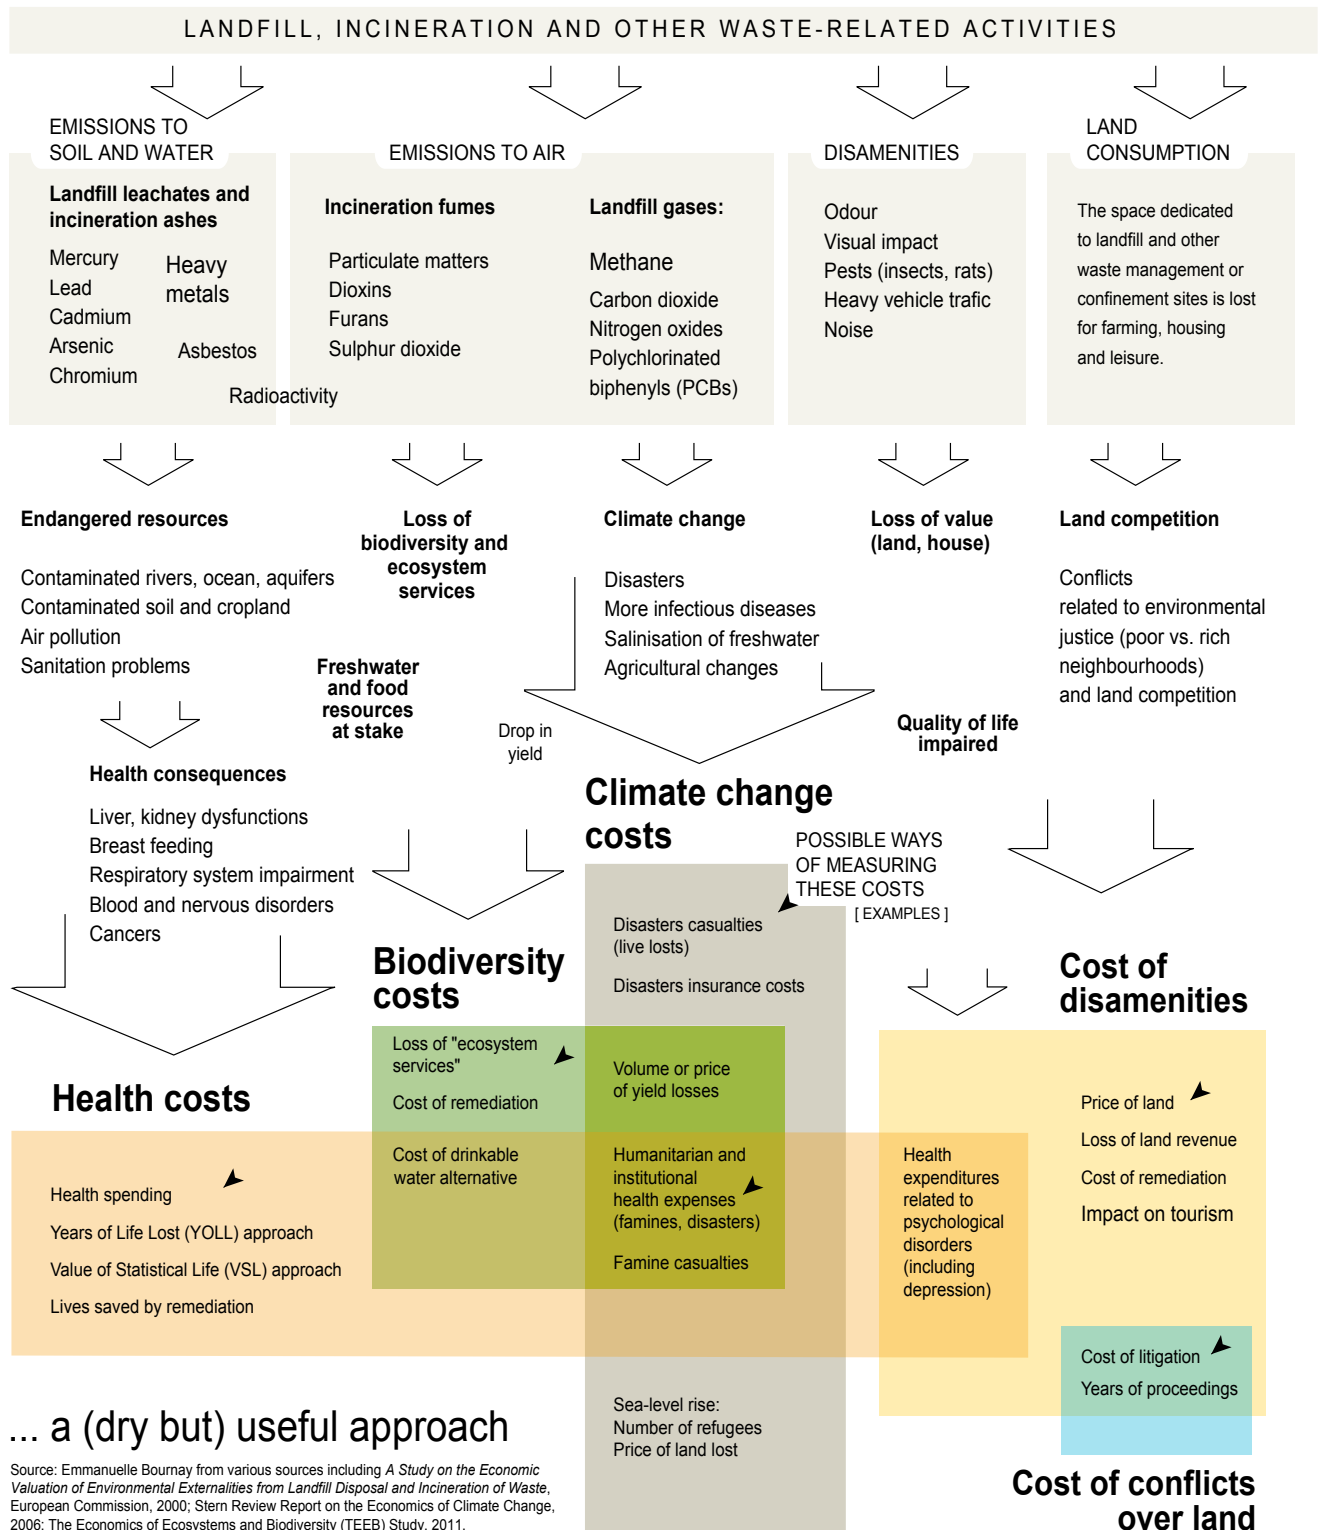 LANDFILL, INCINERATION AND OTHER WASTE-RELATED ACTIVITIES
EMISSIONS TO
SOIL AND WATER
Landfill leachates and
incineration ashes
Mercury
Lead
Cadmium
Arsenic
Chromium
Heavy
metals
Asbestos
Radioactivity
EMISSIONS TO AIR
Incineration fumes
Particulate matters
Dioxins
Furans
Sulphur dioxide
Landfill gases:
Methane
Carbon dioxide
Nitrogen oxides
Polychlorinated
biphenyls (PCBs)
DISAMENITIES
Odour
Visual impact
Pests (insects, rats)
Heavy vehicle trafic
Noise
LAND
CONSUMPTION
The space dedicated
to landfill and other
waste management or
confinement sites is lost
for farming, housing
and leisure.
Endangered resources
Contaminated rivers, ocean, aquifers
Contaminated soil and cropland
Air pollution
Sanitation problems
Loss of
biodiversity and
ecosystem
services
Freshwater
and food
resources
at stake
Climate change
Disasters
More infectious diseases
Salinisation of freshwater
Agricultural changes
Drop in
yield
Loss of value
(land, house)
Quality of life
impaired
Land competition
Conflicts
related to environmental
justice (poor vs. rich
neighbourhoods)
and land competition
Health consequences
Liver, kidney dysfunctions
Breast feeding
Respiratory system impairment
Blood and nervous disorders
Cancers
Climate change
costs
POSSIBLE WAYS
OF MEASURING
THESE COSTS
[ EXAMPLES ]
Disasters casualties
(live losts)
Disasters insurance costs
Biodiversity
costs
Loss of "ecosystem
services"
Cost of remediation
Cost of drinkable
water alternative
Volume or price
of yield losses
Humanitarian and
institutional
health expenses
(famines, disasters)
Famine casualties
Health costs
Health spending
Years of Life Lost (YOLL) approach
Value of Statistical Life (VSL) approach
Lives saved by remediation
Health
expenditures
related to
psychological
disorders
(including
depression)
Cost of
disamenities
Price of land
Loss of land revenue
Cost of remediation
Impact on tourism
Cost of litigation
Years of proceedings
Sea-level rise:
Number of refugees
Price of land lost
Cost of conflicts
over land
... a (dry but) useful approach
Source: Emmanuelle Bournay from various sources including A Study on the Economic
Valuation of Environmental Externalities from Landfill Disposal and Incineration of Waste,
European Commission, 2000; Stern Review Report on the Economics of Climate Change,
2006; The Economics of Ecosystems and Biodiversity (TEEB) Study, 2011.